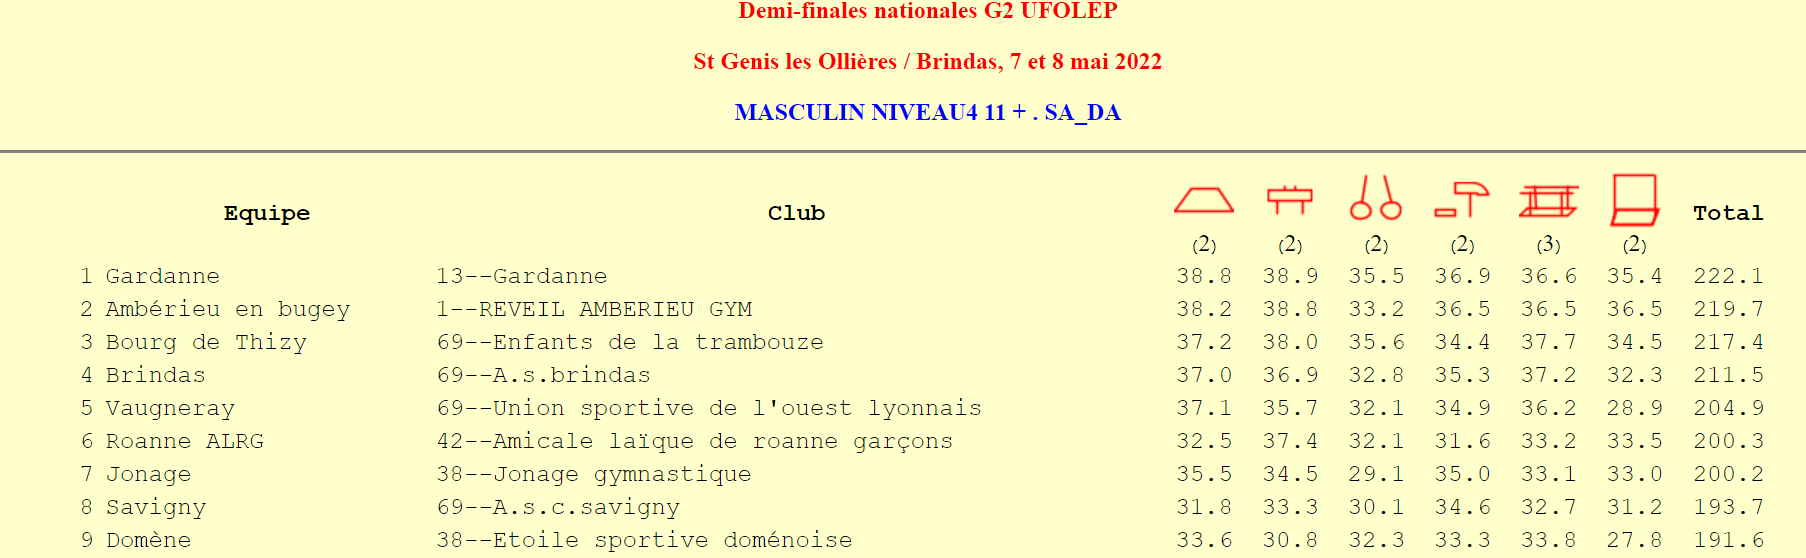 Demi-finales nationales G2 UFOLEP
St Genis les Ollières / Brindas, 7 et 8 mai 2022
MASCULIN NIVEAU4 11 + . SA_DA
Equipe Club Total
(2) (2) (2) (2) (3) (2)
1 Gardanne 13--Gardanne 38.8 38.9 35.5 36.9 36.6 35.4 222.1
2 Ambérieu en bugey 1--REVEIL AMBERIEU GYM 38.2 38.8 33.2 36.5 36.5 36.5 219.7
3 Bourg de Thizy 69--Enfants de la trambouze 37.2 38.0 35.6 34.4 37.7 34.5 217.4
4 Brindas 69--A.s.brindas 37.0 36.9 32.8 35.3 37.2 32.3 211.5
5 Vaugneray 69--Union sportive de l'ouest lyonnais 37.1 35.7 32.1 34.9 36.2 28.9 204.9
6 Roanne ALRG 42--Amicale laïque de roanne garçons 32.5 37.4 32.1 31.6 33.2 33.5 200.3
7 Jonage 38--Jonage gymnastique 35.5 34.5 29.1 35.0 33.1 33.0 200.2
8 Savigny 69--A.s.c.savigny 31.8 33.3 30.1 34.6 32.7 31.2 193.7
9 Domène 38--Etoile sportive doménoise 33.6 30.8 32.3 33.3 33.8 27.8 191.6